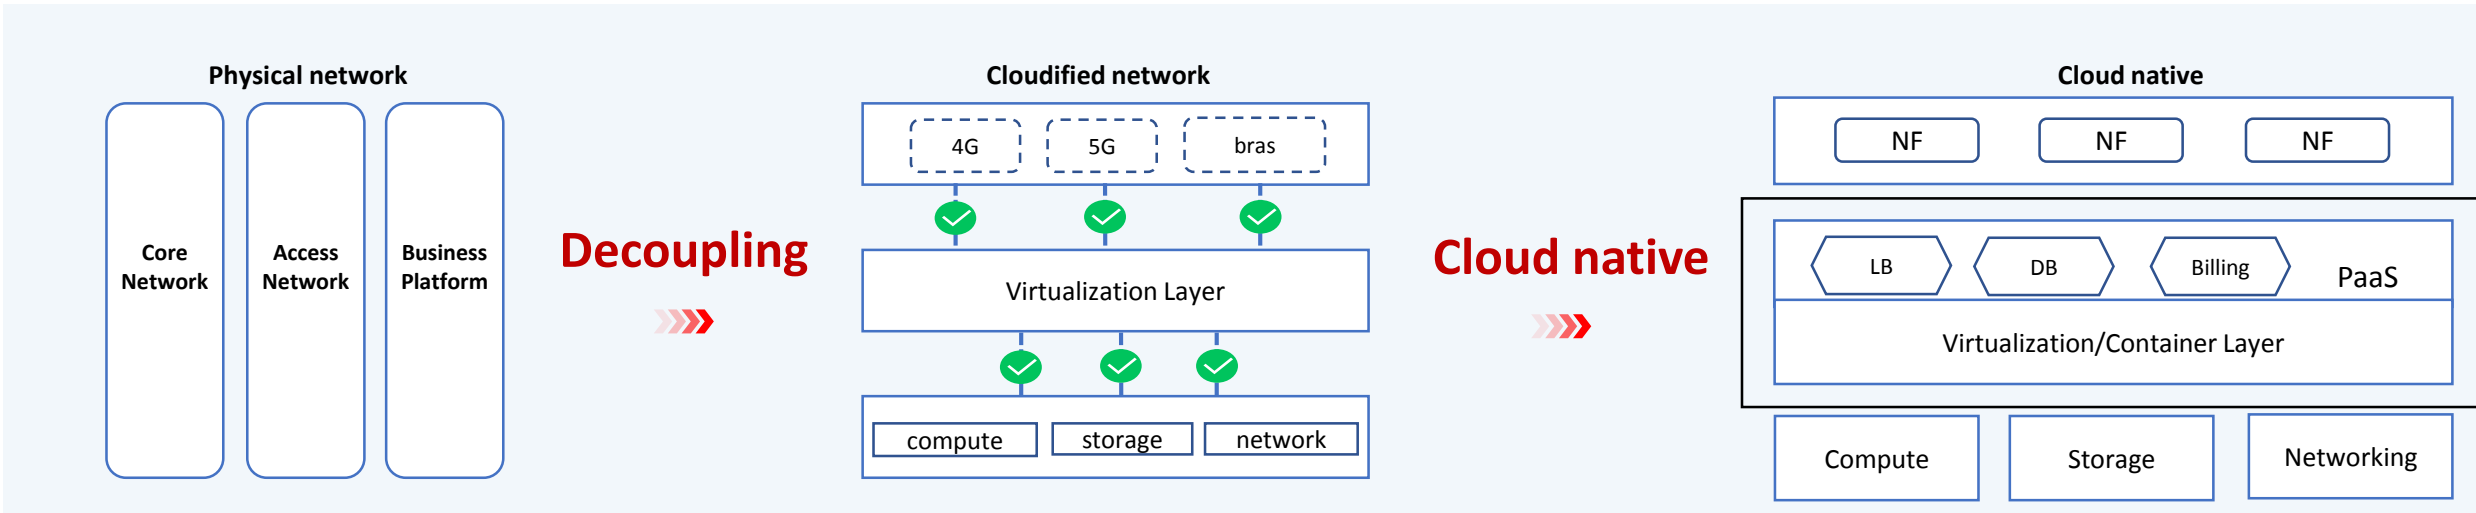 Physical network
Core
Network
Access
Network
Business
Platform
Decoupling
Cloudified network
4G
5G
bras
Virtualization Layer
compute
storage
network
Cloud native
Cloud native
NF
NF
NF
LB
DB
Billing
PaaS
Virtualization/Container Layer
Compute
Storage
Networking